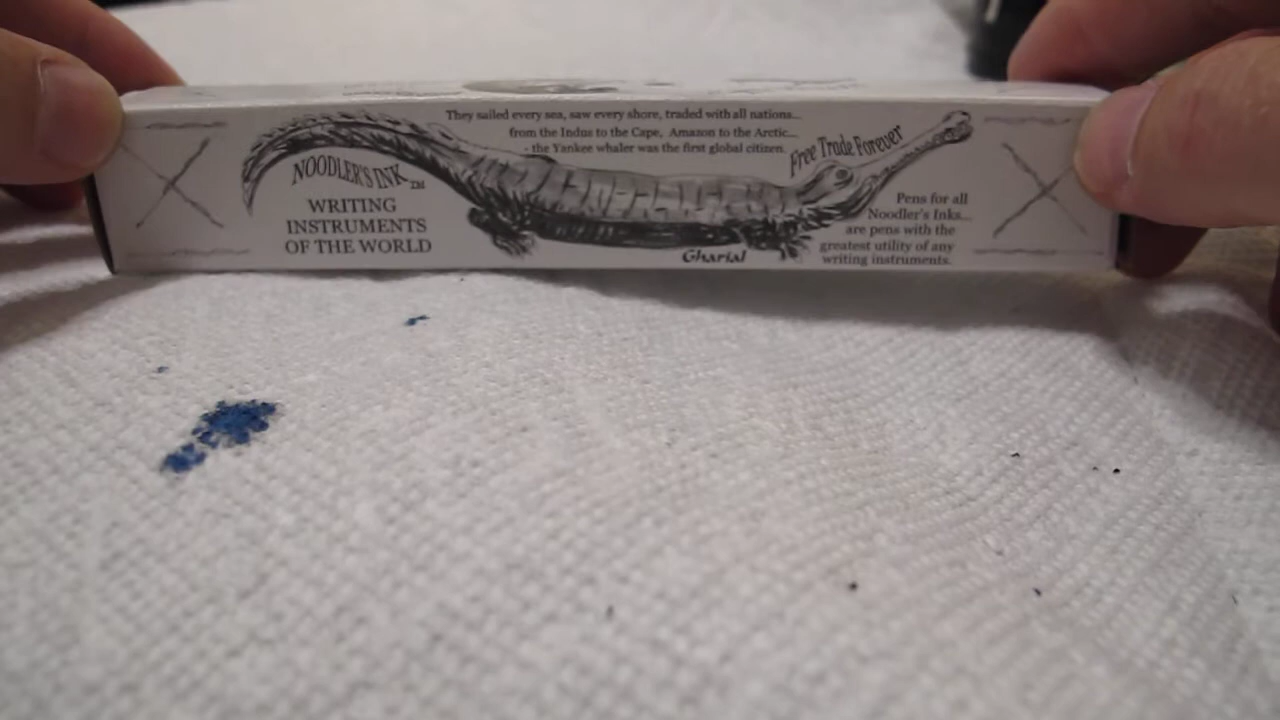 They sailed every sea, saw every shore, traded with all nations...
from the Indus to the Cape, Amazon to the Arctic...
- the Yankee whaler was the first global citizen.
Free Trade Forever
NOODLER'S INK TM
WRITING
INSTRUMENTS
OF THE WORLD
Pens for all
Noodler's Inks...
are pens with the
greatest utility of any
writing instruments.
Gharial